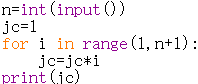 n=int(input())
jc=1
for i in range(1,n+1):
    jc=jc*i
print(jc)